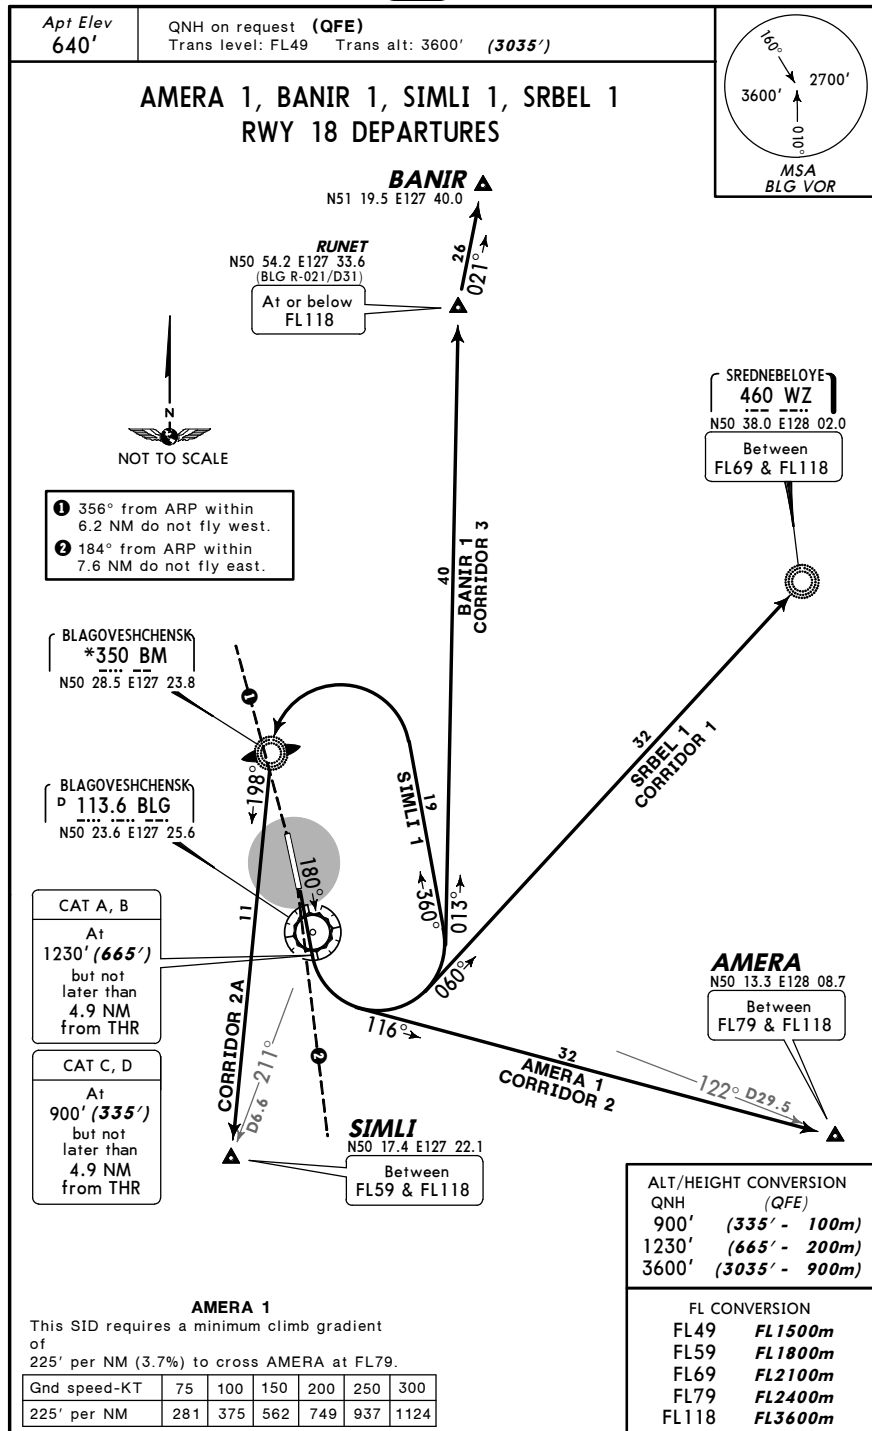 Apt Elev
640'
QNH on request (QFE)
Trans level: FL49 Trans alt: 3600' (3035')
160°
2700'
3600'
010°
MSA
BLG VOR
AMERA 1, BANIR 1, SIMLI 1, SRBEL 1
RWY 18 DEPARTURES
BANIR
N51 19.5 E127 40.0
26
021°
RUNET
N50 54.2 E127 33.6
(BLG R-021/D31)
At or below
FL118
N
NOT TO SCALE
SREDNEBELOYE
460 WZ
N50 38.0 E128 02.0
Between
FL69 & FL118
1 356° from ARP within
6.2 NM do not fly west.
2 184° from ARP within
7.6 NM do not fly east.
40
BANIR 1
CORRIDOR 3
BLAGOVESHCHENSK
*350 BM
N50 28.5 E127 23.8
1
32
SRBEL 1
CORRIDOR 1
198°
SIMLI 1
19
BLAGOVESHCHENSK
D 113.6 BLG
N50 23.6 E127 25.6
180°
360°
013°
060°
11
CAT A, B
At
1230' (665')
but not
later than
4.9 NM
from THR
CORRIDOR 2A
116°
AMERA
N50 13.3 E128 08.7
Between
FL79 & FL118
CAT C, D
At
900' (335')
but not
later than
4.9 NM
from THR
211°
D6.6
2
32
AMERA 1
CORRIDOR 2
122° D29.5
SIMLI
N50 17.4 E127 22.1
Between
FL59 & FL118
ALT/HEIGHT CONVERSION
QNH (QFE)
900' (335' - 100m)
1230' (665' - 200m)
3600' (3035' - 900m)
AMERA 1
This SID requires a minimum climb gradient
of
225' per NM (3.7%) to cross AMERA at FL79.
Gnd speed-KT 75 100 150 200 250 300
225' per NM 281 375 562 749 937 1124
FL CONVERSION
FL49 FL1500m
FL59 FL1800m
FL69 FL2100m
FL79 FL2400m
FL118 FL3600m